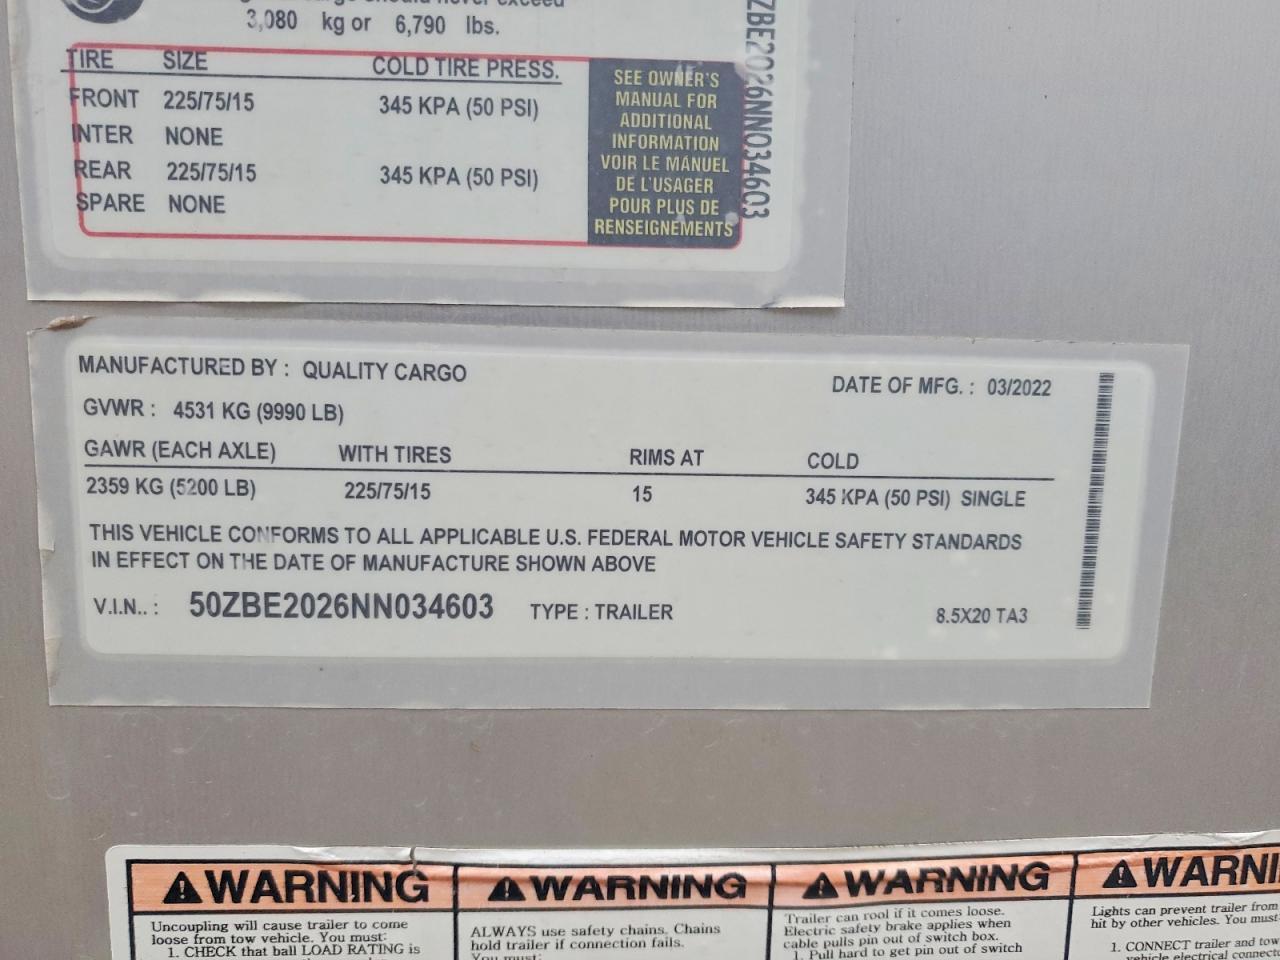 3,080 kg or 6,790 lbs.
TIRE SIZE COLD TIRE PRESS.
FRONT 225/75/15 345 KPA (50 PSI)
INTER NONE
REAR 225/75/15 345 KPA (50 PSI)
SPARE NONE
SEE OWNER'S
MANUAL FOR
ADDITIONAL
INFORMATION
VOIR LE MANUEL
DE L'USAGER
POUR PLUS DE
RENSEIGNEMENTS
ZBE2026NN034603
MANUFACTURED BY : QUALITY CARGO DATE OF MFG. : 03/2022
GVWR : 4531 KG (9990 LB)
GAWR (EACH AXLE) WITH TIRES RIMS AT COLD
2359 KG (5200 LB) 225/75/15 15 345 KPA (50 PSI) SINGLE
THIS VEHICLE CONFORMS TO ALL APPLICABLE U.S. FEDERAL MOTOR VEHICLE SAFETY STANDARDS
IN EFFECT ON THE DATE OF MANUFACTURE SHOWN ABOVE
V.I.N.. : 50ZBE2026NN034603 TYPE : TRAILER 8.5X20 TA3
WARNING
Uncoupling will cause trailer to come
loose from tow vehicle. You must:
1. CHECK that ball LOAD RATING is
WARNING
ALWAYS use safety chains. Chains
hold trailer if connection fails.
You must:
WARNING
Trailer can rool if it comes loose.
Electric safety brake applies when
cable pulls pin out of switch box.
1. Pull hard to get pin out of switch
WARNI
Lights can prevent trailer from
hit by other vehicles. You must
1. CONNECT trailer and tow
vehicle electrical connect